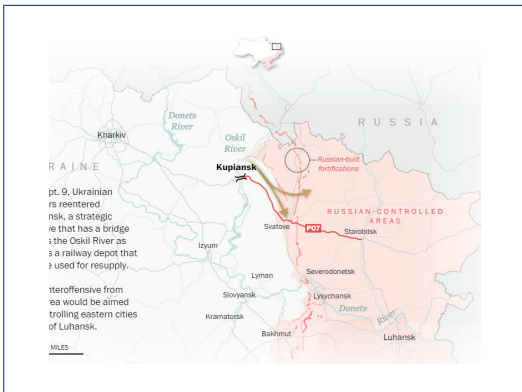 RUSSIA
Donets
River
Kharkiv
Oskil
River
Russian-built
fortifications
Kupiansk
RAINE
pt. 9, Ukrainian
rs reentered
nsk, a strategic
ve that has a bridge
s the Oskil River as
s a railway depot that
e used for resupply.
RUSSIAN-CONTROLLED
AREAS
P07
Svatove
Starobilsk
Izyum
Lyman
Severodonetsk
nteroffensive from
rea would be aimed
trolling eastern cities
of Luhansk.
Slovyansk
Lysychansk
Donets
River
Kramatorsk
Bakhmut
Luhansk
MILES